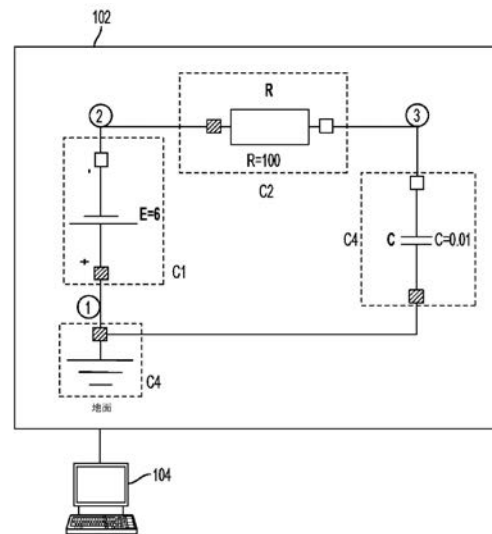 102
②
③
R
R=100
C2
-
E=6
+
C1
C4
C
C=0.01
①
C4
地面
104